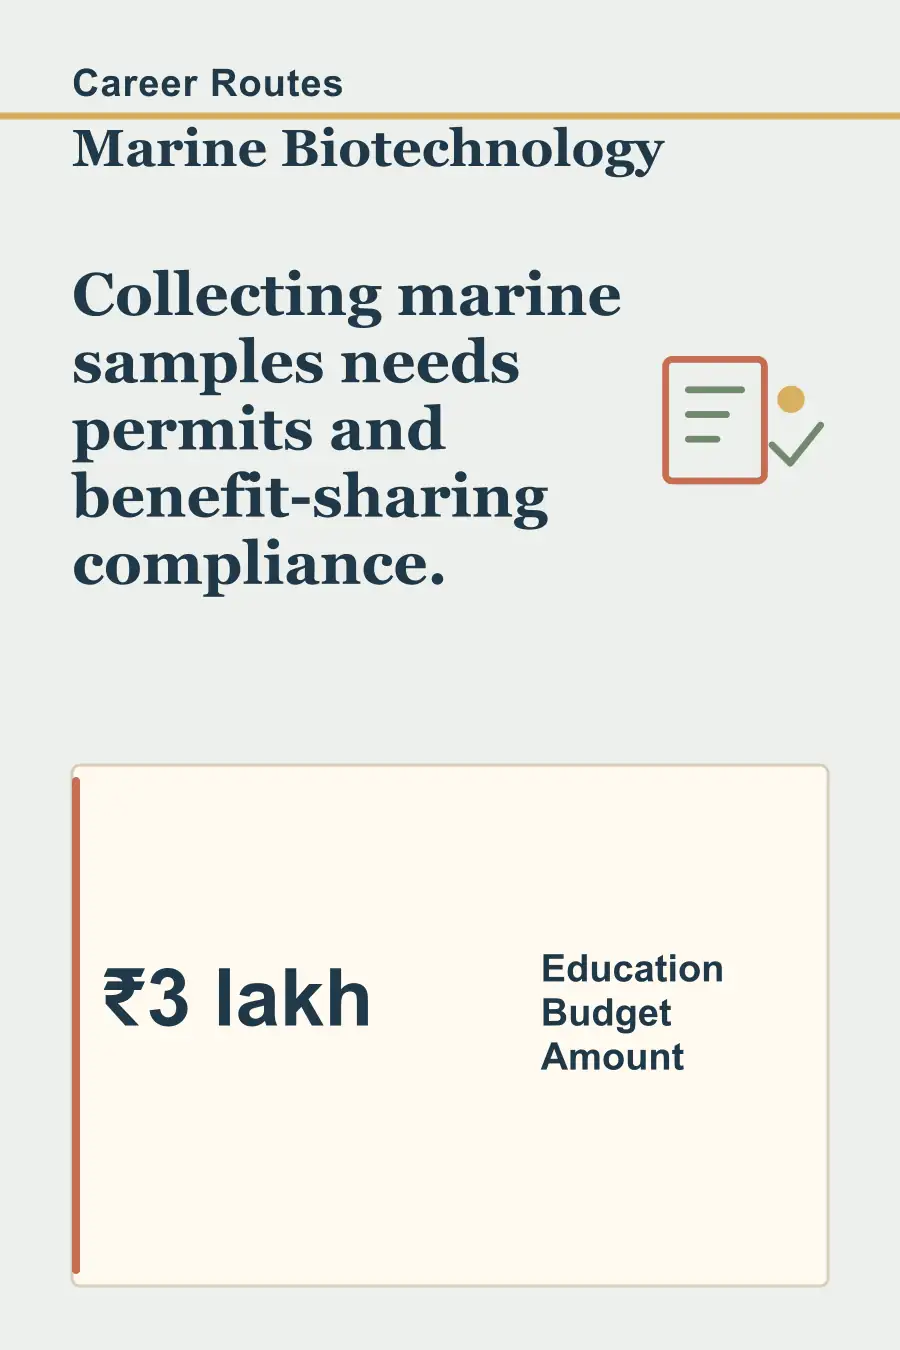 Career Routes
Marine Biotechnology
Collecting marine
samples needs
permits and
benefit-sharing
compliance.
₹3 lakh
Education
Budget
Amount